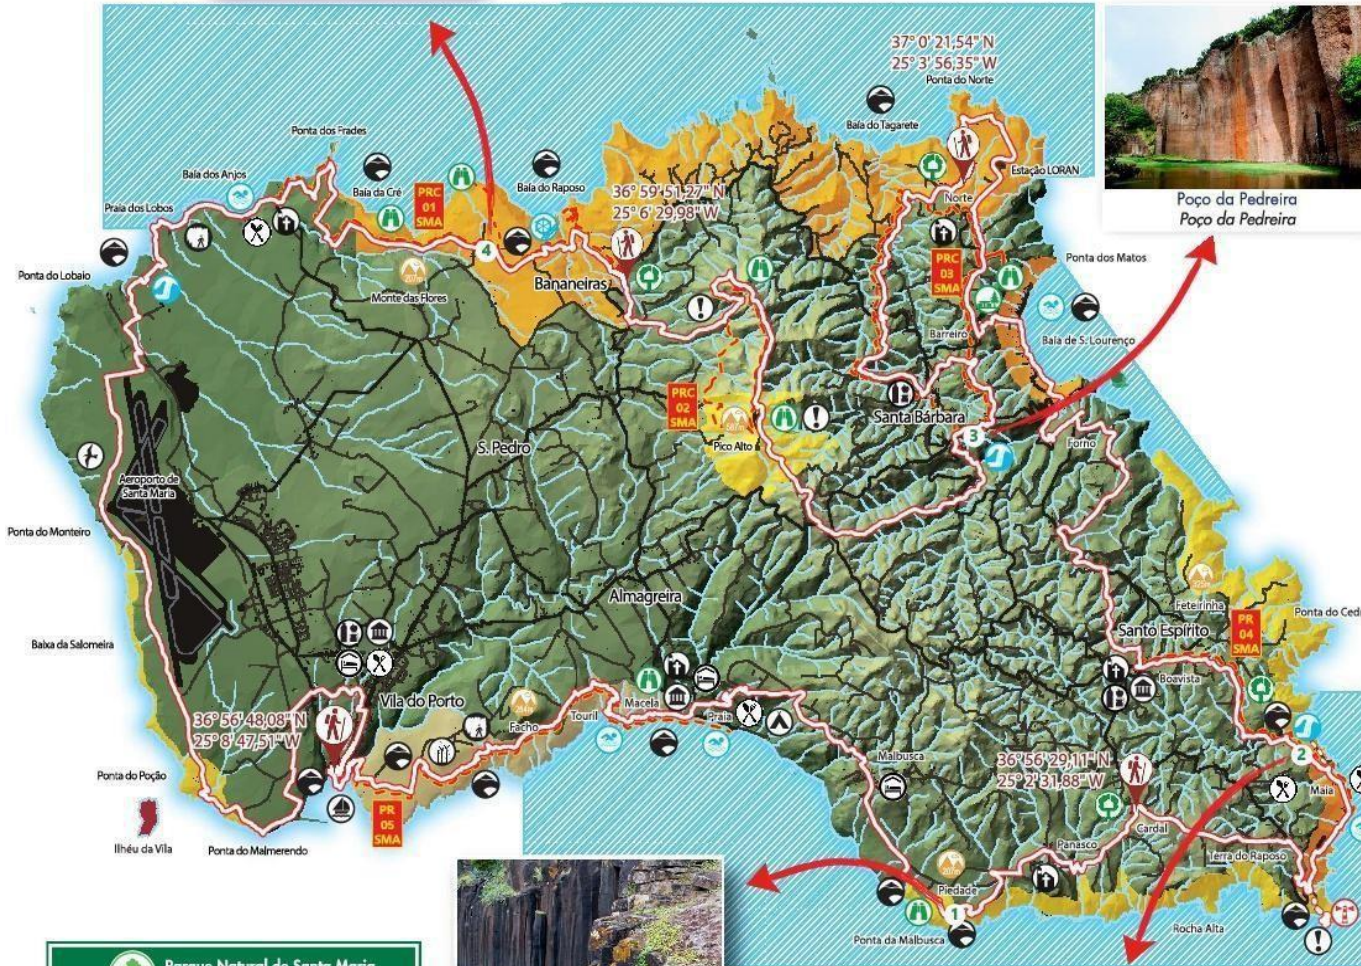 37° 0' 21,54" N
25° 3' 56,35" W
Ponta do Norte
Baía do Tagarete
Ponta dos Frades
Estação LORAN
Baía dos Anjos
Baía da Cré
PRC
01
SMA
Baía do Raposo
36° 59' 51,27" N
25° 6' 29,98" W
Norte
Poço da Pedreira
Poço da Pedreira
Praia dos Lobos
4
PRC
03
SMA
Ponta dos Matos
Ponta do Lobaio
207m
Monte das Flores
Bananeiras
Barreiro
Baía de S. Lourenço
PRC
02
SMA
587m
Pico Alto
Santa Bárbara
3
Forno
S. Pedro
Aeroporto de
Santa Maria
Ponta do Monteiro
Almagreira
Feteirinha
Ponta do Ced
PR
04
SMA
Santo Espírito
Baixa da Salomeira
Boavista
Vila do Porto
Macela
36° 56' 48,08" N
25° 8' 47,51" W
Facho
Touril
Praia
Malbusca
36° 56' 29,11" N
25° 2' 31,88" W
2
Maia
Ponta do Poção
PR
05
SMA
Cardal
Ilhéu da Vila
Ponta do Malmerendo
Panasco
Terra do Raposo
207m
Piedade
1
Ponta da Malbusca
Rocha Alta
Parque Natural de Santa Maria